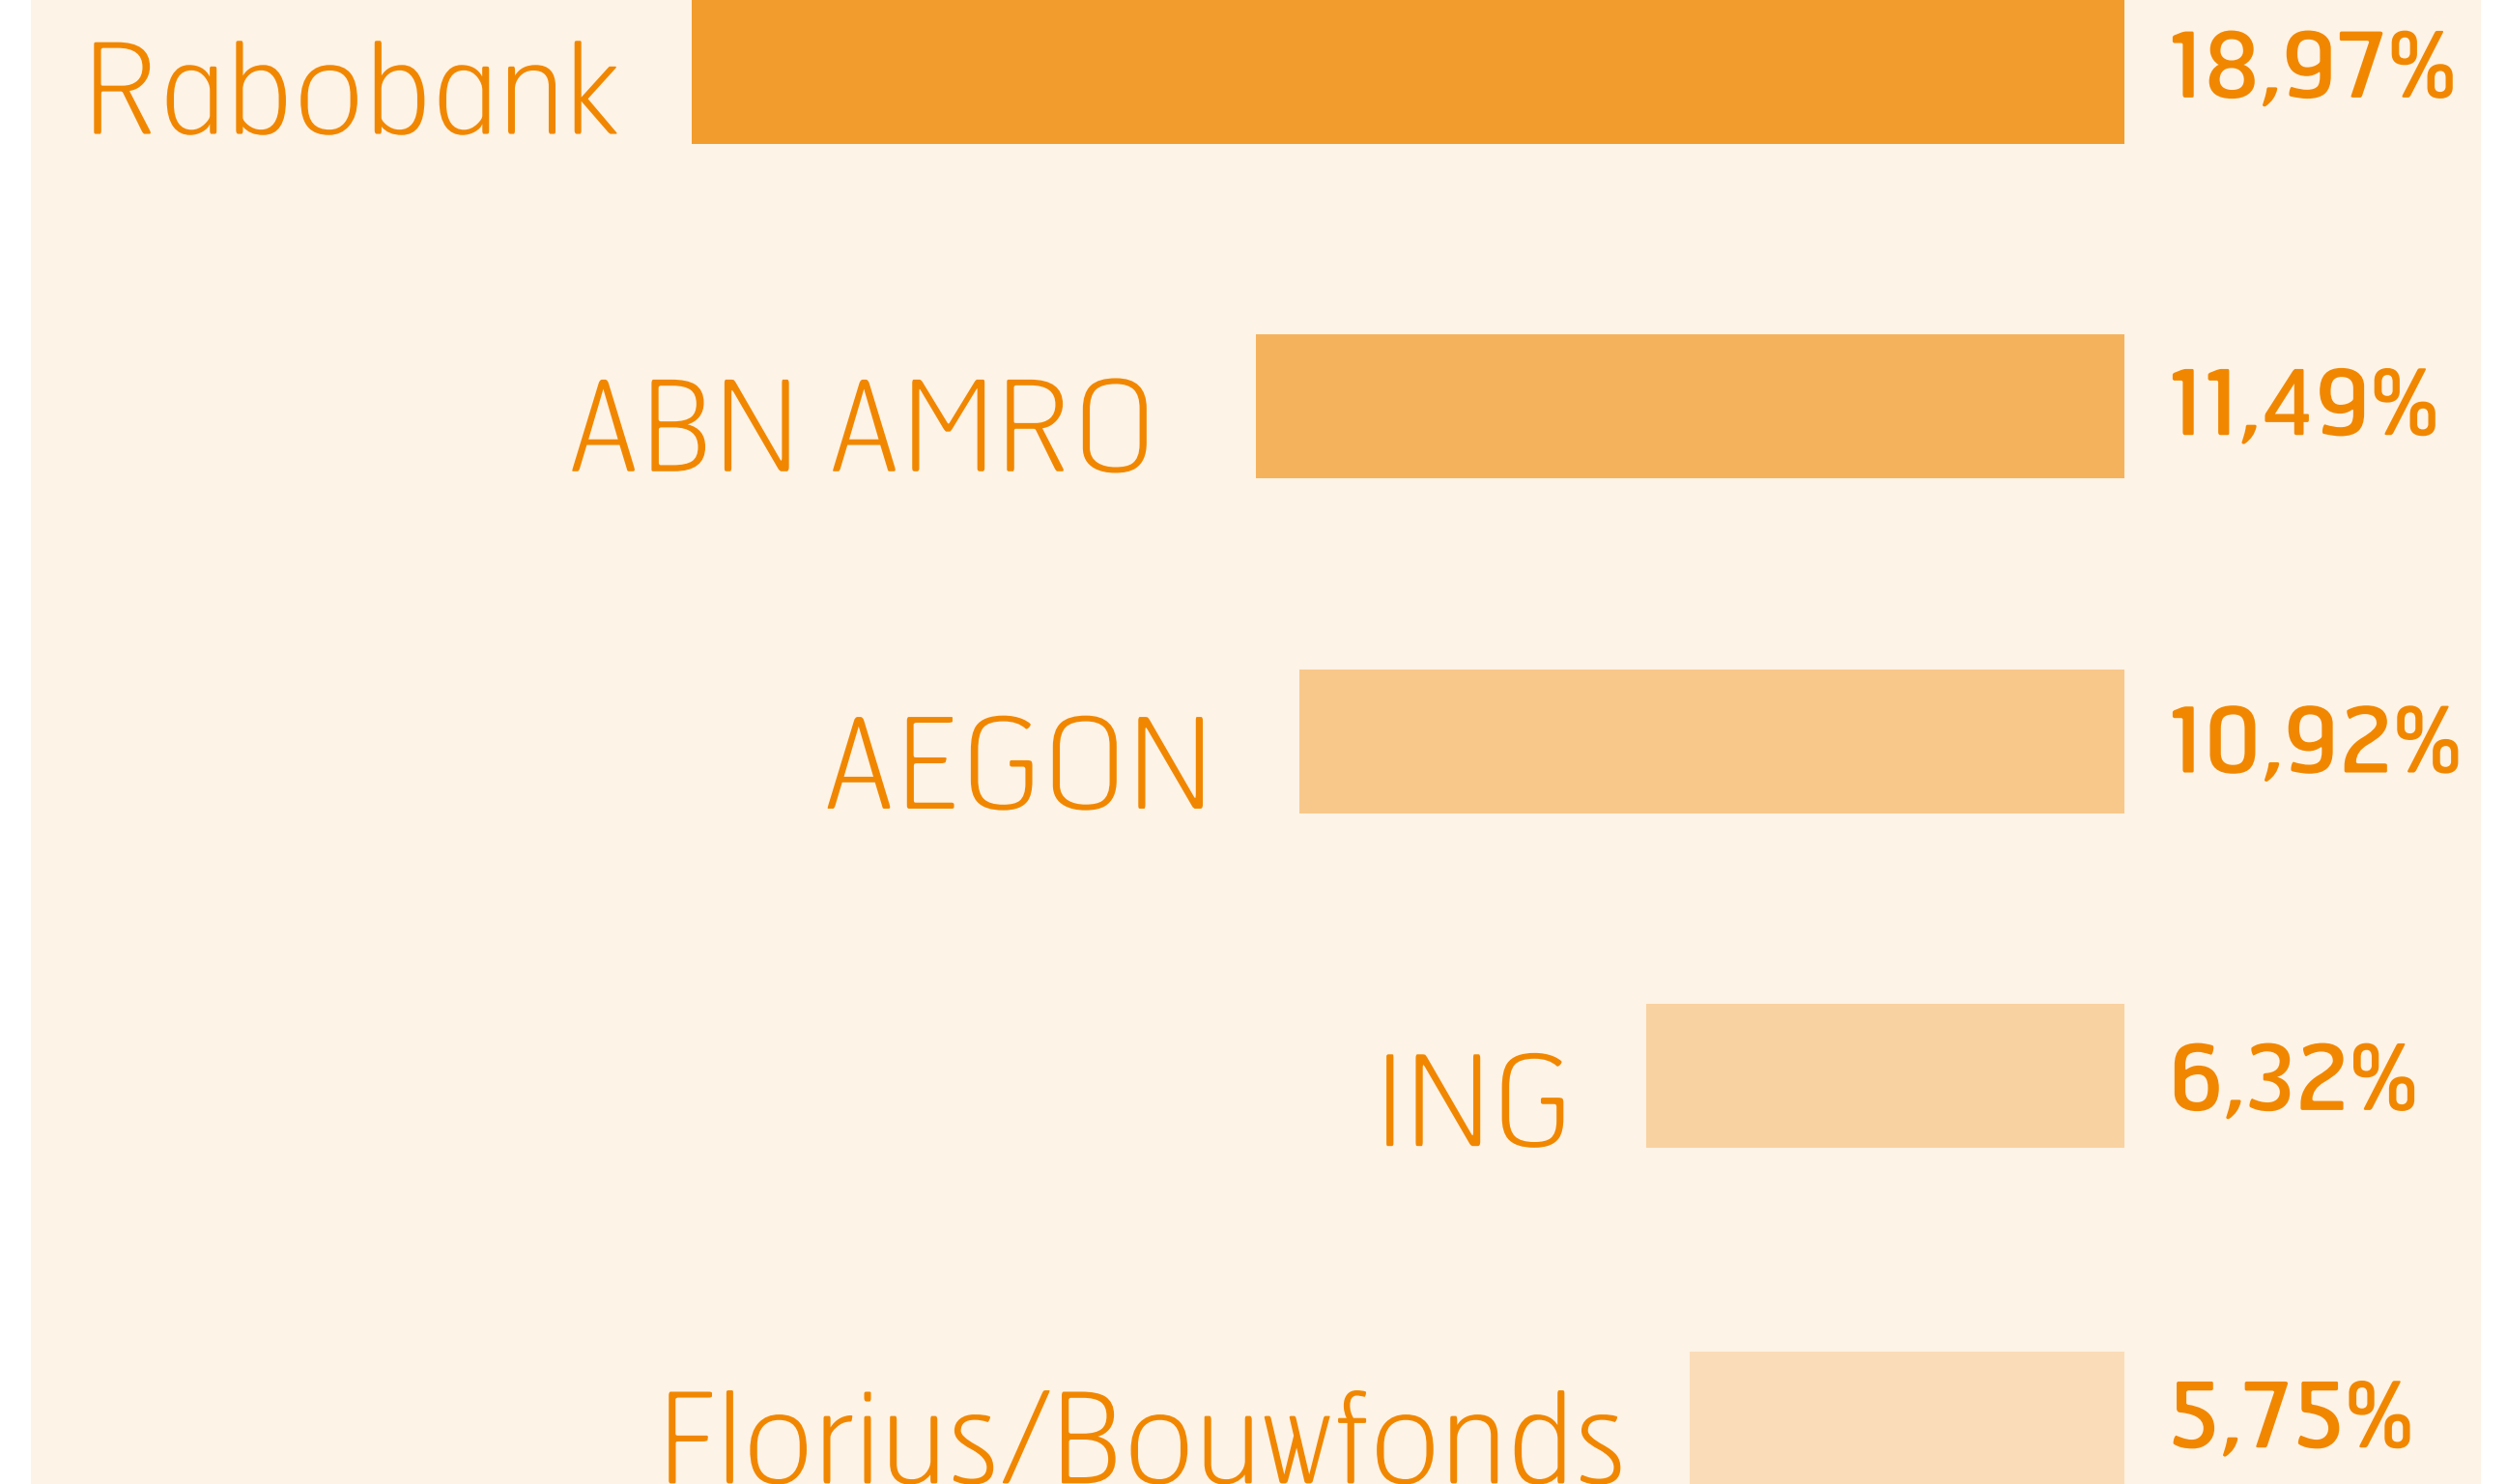 Rabobank 18,97%
ABN AMRO 11,49%
AEGON 10,92%
ING 6,32%
Florius/Bouwfonds 5,75%